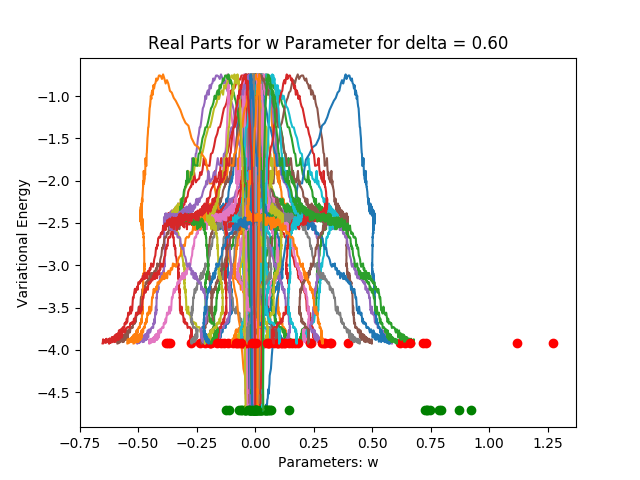 Real Parts for w Parameter for delta = 0.60
Variational Energy
−1.0
−1.5
−2.0
−2.5
−3.0
−3.5
−4.0
−4.5
−0.75 −0.50 −0.25 0.00 0.25 0.50 0.75 1.00 1.25
Parameters: w